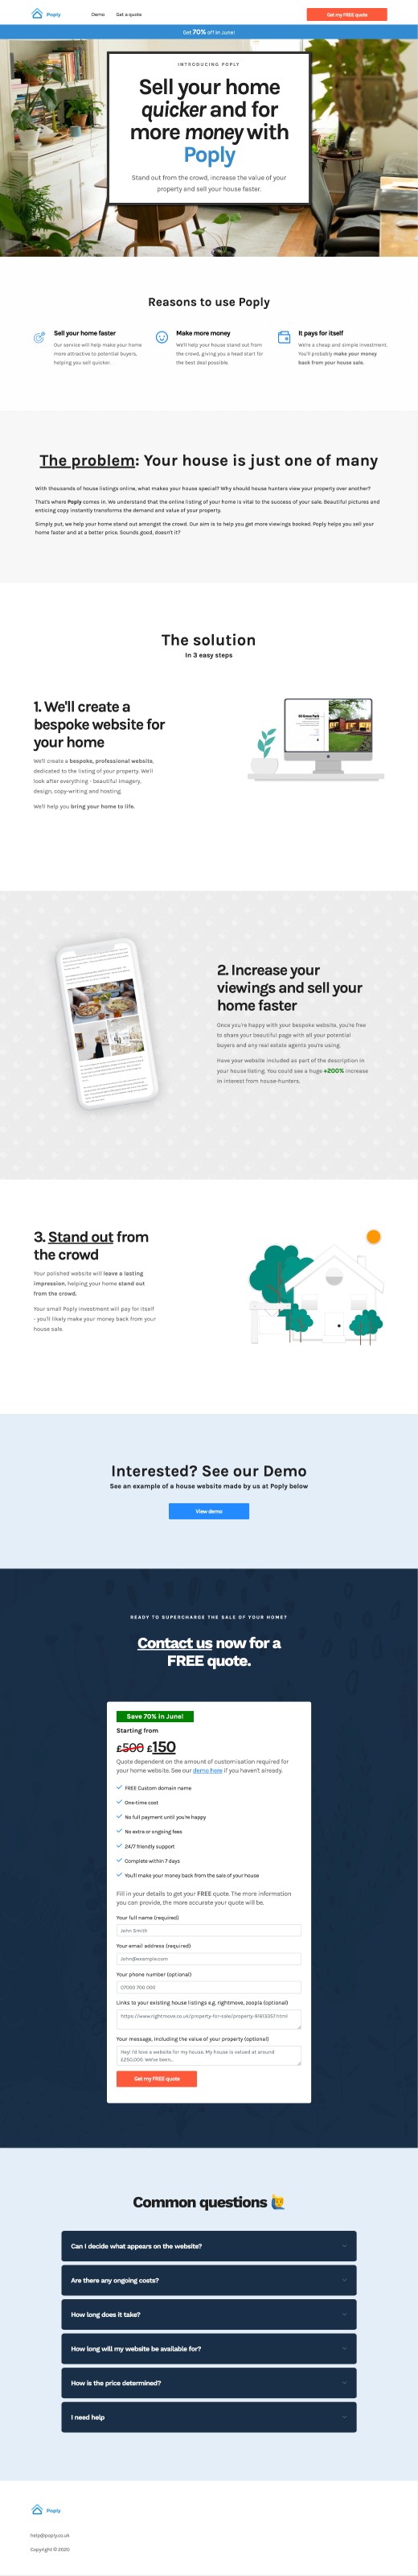 Poply
Demo
Get a quote
Get my FREE quote
Get 70% off in June!
INTRODUCING POPLY
Sell your home
quicker and for
more money with
Poply
Stand out from the crowd, increase the value of your
property and sell your house faster.
Reasons to use Poply
Sell your home faster
Our service will make your home
more attractive to potential buyers,
helping you sell quicker.
Make more money
We'll help your house stand out from
the crowd, giving you a head start for
the best deal possible.
It pays for itself
We're a cheap and simple investment.
You'll probably make your money
back from your house sale.
The problem: Your house is just one of many
With thousands of house listings online, what makes your house special? Why should house hunters view your property over another?
That's where Poply comes in. We understand that the online listing of your home is vital to the success of your sale. Beautiful pictures and
enticing copy instantly transforms the demand and value of your property.
Simply put, we help your home stand out amongst the crowd. Our aim is to help you get more viewings booked. Poply helps you sell your
home faster and at a better price. Sounds good, doesn't it?
The solution
In 3 easy steps
1. We'll create a
bespoke website for
your home
We'll create a bespoke, professional website,
dedicated to the listing of your property. We'll
look after everything - beautiful imagery,
design, copy-writing and hosting.
We'll help you bring your home to life.
2. Increase your
viewings and sell your
home faster
Once you're happy with your bespoke website, you're free
to share your beautiful page with all your potential
buyers and any real estate agents you're using.
Have your website included as part of the description in
your house listing. You could see a huge +200% increase
in interest from house-hunters.
3. Stand out from
the crowd
Your polished website will leave a lasting
impression, helping your home stand out
from the crowd.
Your small Poply investment will pay for itself
- you'll likely make your money back from your
house sale.
Interested? See our Demo
See an example of a house website made by us at Poply below
View demo
READY TO SUPERCHARGE THE SALE OF YOUR HOME?
Contact us now for a
FREE quote.
Save 70% in June!
Starting from
£500 £150
Quote dependent on the amount of customisation required for
your home website. See our demo here if you haven't already.
FREE Custom domain name
One-time cost
No full payment until you're happy
No extra or ongoing fees
24/7 friendly support
Complete within 7 days
You'll make your money back from the sale of your house
Fill in your details to get your FREE quote. The more information
you can provide, the more accurate your quote will be.
Your full name (required)
John Smith
Your email address (required)
John@example.com
Your phone number (optional)
07000 700 000
Links to your existing house listings e.g. rightmove, zoopla (optional)
Your message, including the value of your property (optional)
Hey! I'd love a website for my house. My house is valued at around
£250,000. We've been...
Get my FREE quote
Common questions 🙋‍♂️
Can I decide what appears on the website?
Are there any ongoing costs?
How long does it take?
How long will my website be available for?
How is the price determined?
I need help
Poply
help@poply.co.uk
Copyright © 2020